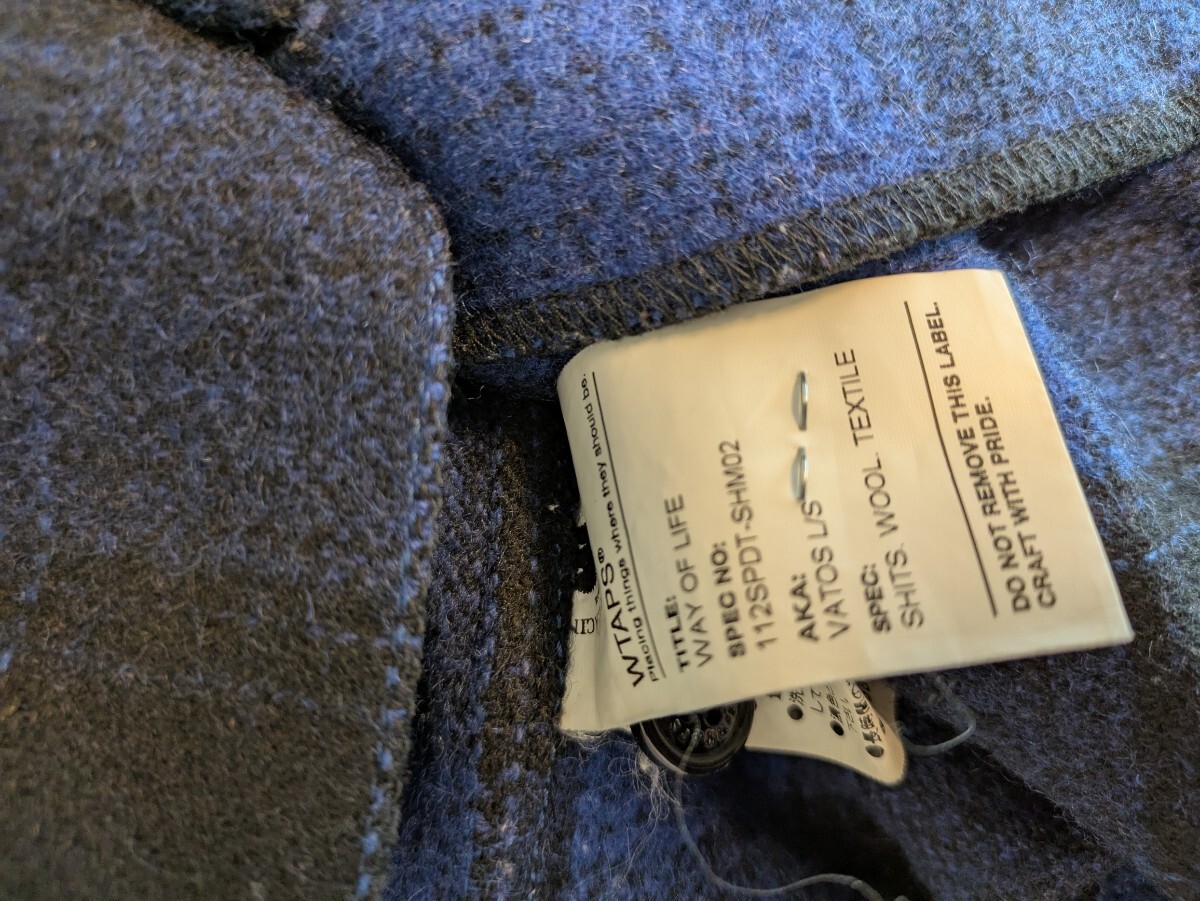 WTAPS®
Placing things where they should be.
TITLE:
WAY OF LIFE
SPEC NO:
112SPDT-SHM02
AKA:
VATOS L/S
SPEC:
SHITS. WOOL. TEXTILE
DO NOT REMOVE THIS LABEL.
CRAFT WITH PRIDE.